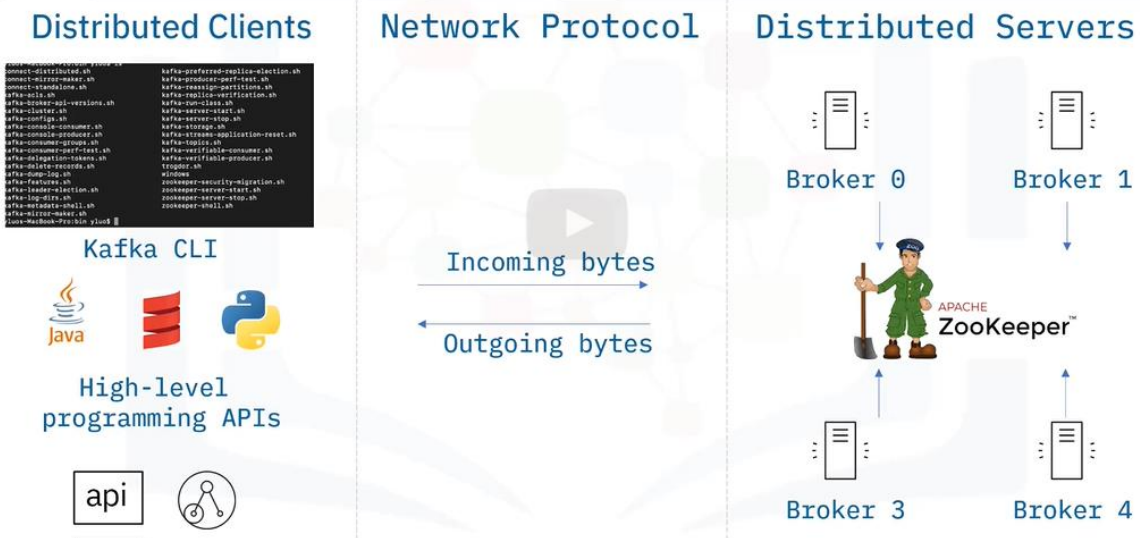 Distributed Clients
Network Protocol
Distributed Servers
connect-distributed.sh kafka-preferred-replica-election.sh
connect-mirror-maker.sh kafka-producer-perf-test.sh
connect-standalone.sh kafka-reassign-partitions.sh
kafka-acls.sh kafka-replica-verification.sh
kafka-broker-api-versions.sh kafka-run-class.sh
kafka-cluster.sh kafka-server-start.sh
kafka-configs.sh kafka-server-stop.sh
kafka-console-consumer.sh kafka-storage.sh
kafka-console-producer.sh kafka-streams-application-reset.sh
kafka-consumer-groups.sh kafka-topics.sh
kafka-consumer-perf-test.sh kafka-verifiable-consumer.sh
kafka-delegation-tokens.sh kafka-verifiable-producer.sh
kafka-delete-records.sh trogdor.sh
kafka-dump-log.sh windows
kafka-features.sh zookeeper-security-migration.sh
kafka-leader-election.sh zookeeper-server-start.sh
kafka-log-dirs.sh zookeeper-server-stop.sh
kafka-metadata-shell.sh zookeeper-shell.sh
kafka-mirror-maker.sh
yluos-MacBook-Pro:bin yluo$
Kafka CLI
Java
High-level
programming APIs
api
Incoming bytes
Outgoing bytes
Broker 0
Broker 1
APACHE
ZooKeeper™
Broker 3
Broker 4